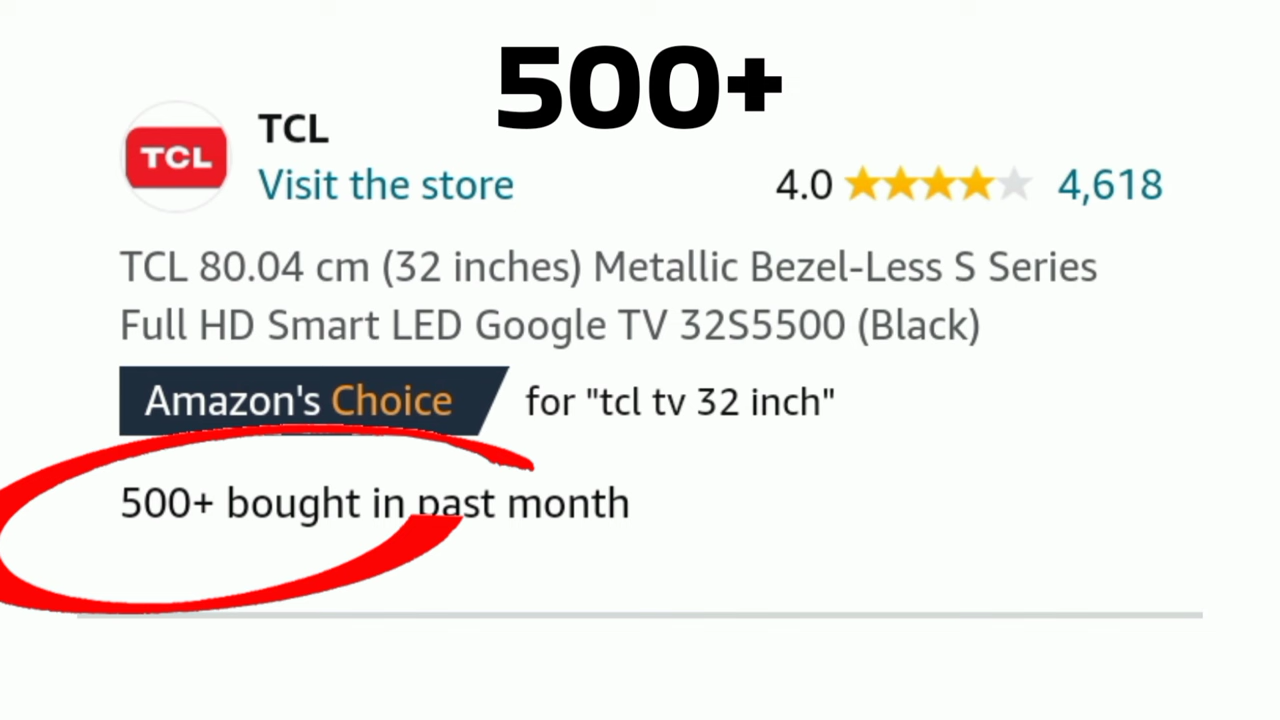 500+
TCL
TCL
Visit the store
4.0 4,618
TCL 80.04 cm (32 inches) Metallic Bezel-Less S Series
Full HD Smart LED Google TV 32S5500 (Black)
Amazon's Choice for "tcl tv 32 inch"
500+ bought in past month